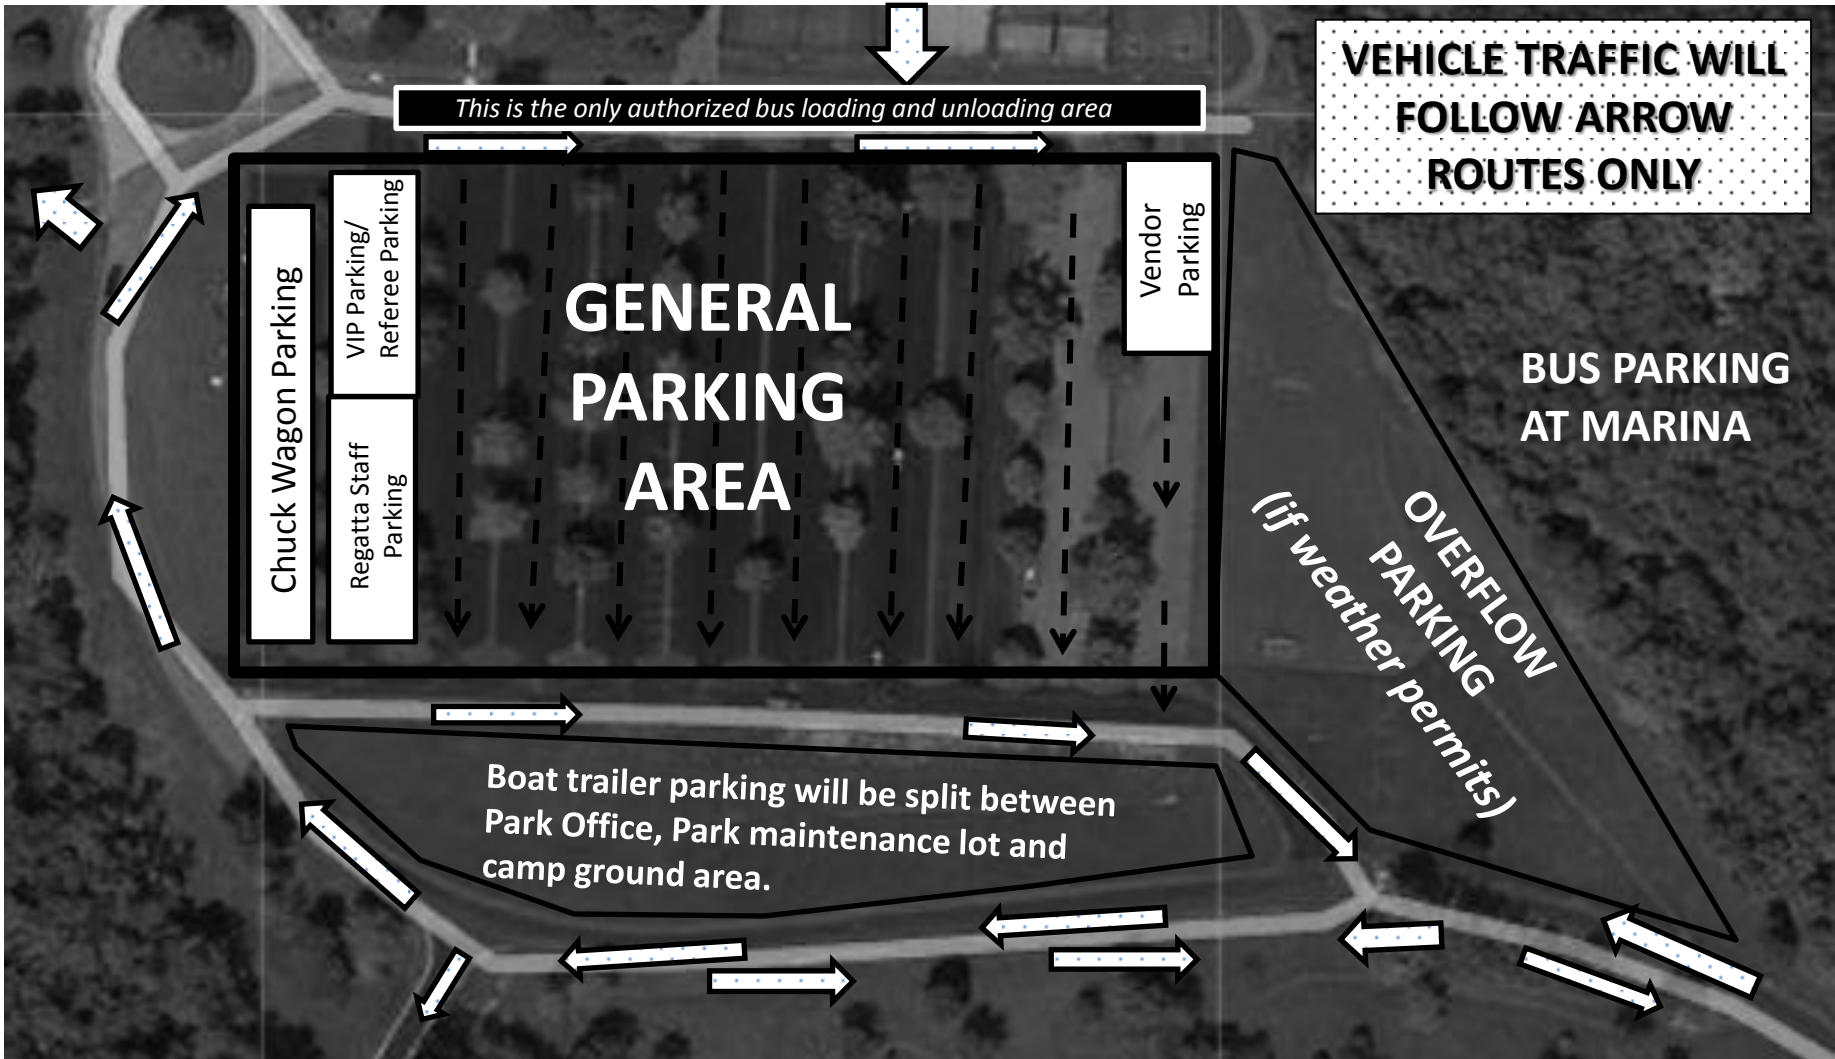 VEHICLE TRAFFIC WILL
FOLLOW ARROW
ROUTES ONLY
This is the only authorized bus loading and unloading area
Chuck Wagon Parking
VIP Parking/
Referee Parking
Regatta Staff
Parking
GENERAL
PARKING
AREA
Vendor
Parking
BUS PARKING
AT MARINA
OVERFLOW
PARKING
(if weather permits)
Boat trailer parking will be split between
Park Office, Park maintenance lot and
camp ground area.